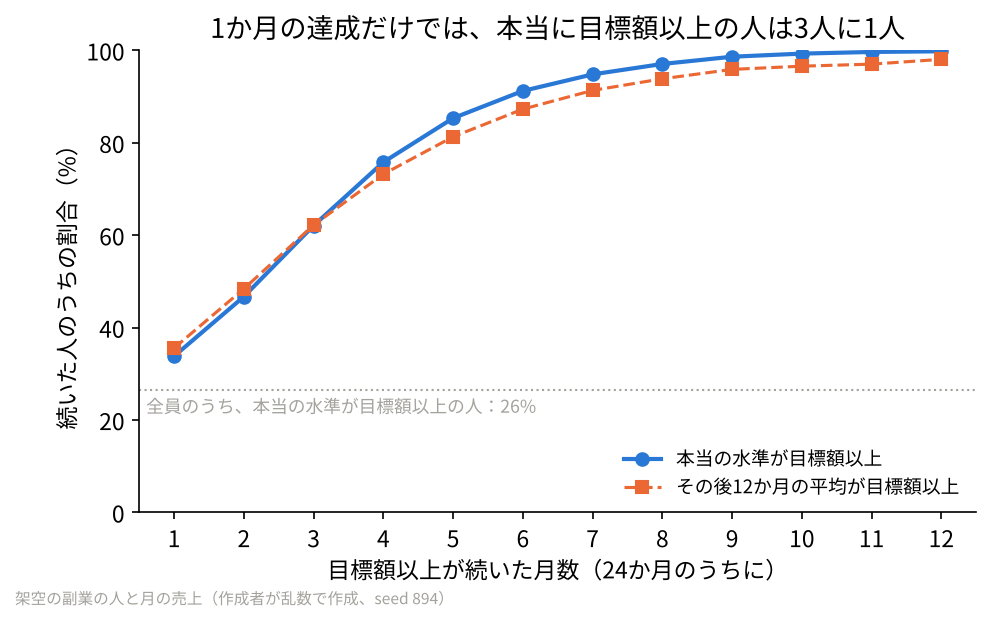 1か月の達成だけでは、本当に目標額以上の人は3人に1人
続いた人のうちの割合（%）
100
80
60
40
20
0
全員のうち、本当の水準が目標額以上の人：26%
本当の水準が目標額以上
その後12か月の平均が目標額以上
1 2 3 4 5 6 7 8 9 10 11 12
目標額以上が続いた月数（24か月のうちに）
架空の副業の人と月の売上（作成者が乱数で作成、seed 894）